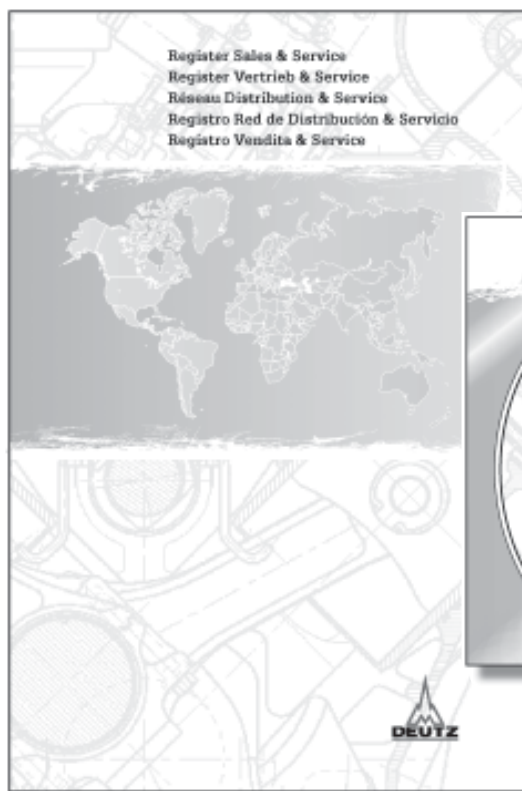 Register Sales & Service
Register Vertrieb & Service
Réseau Distribution & Service
Registro Red de Distribución & Servicio
Registro Vendita & Service
DEUTZ